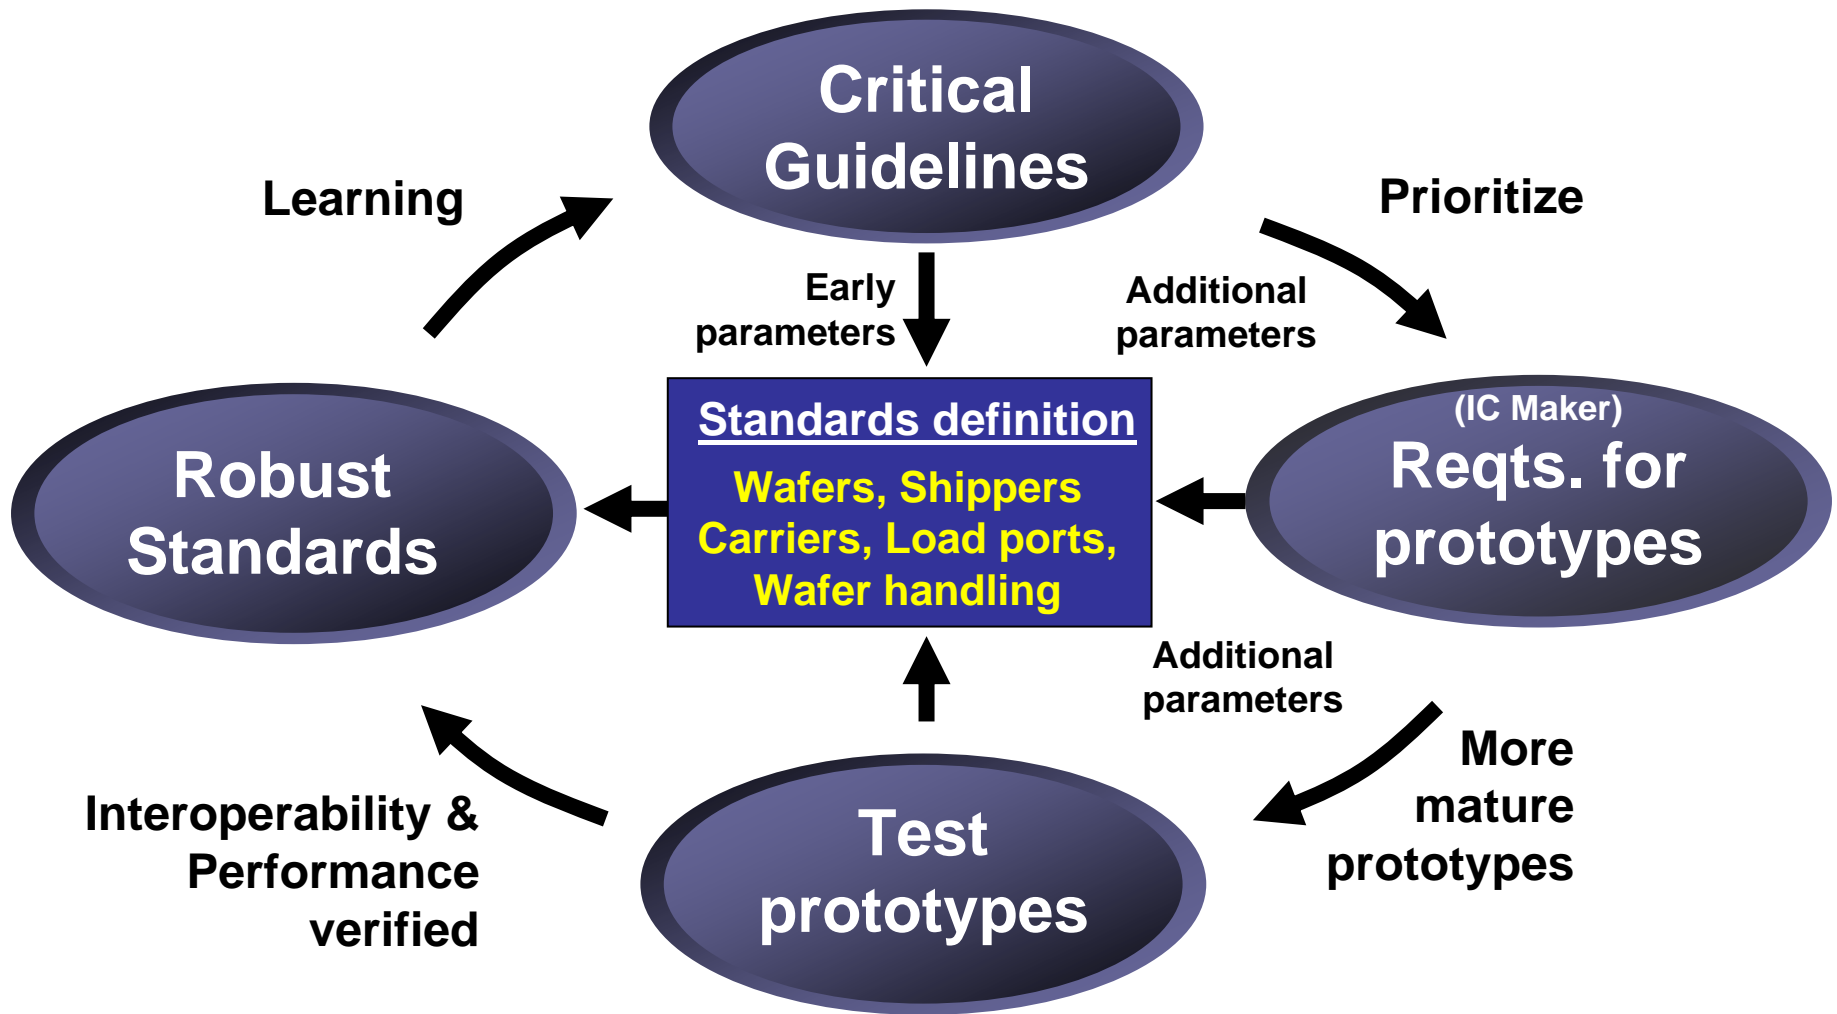 Critical
Guidelines
Learning
Prioritize
Early
parameters
Additional
parameters
Standards definition
Wafers, Shippers
Carriers, Load ports,
Wafer handling
(IC Maker)
Reqts. for
prototypes
Robust
Standards
Additional
parameters
More
mature
prototypes
Interoperability &
Performance
verified
Test
prototypes